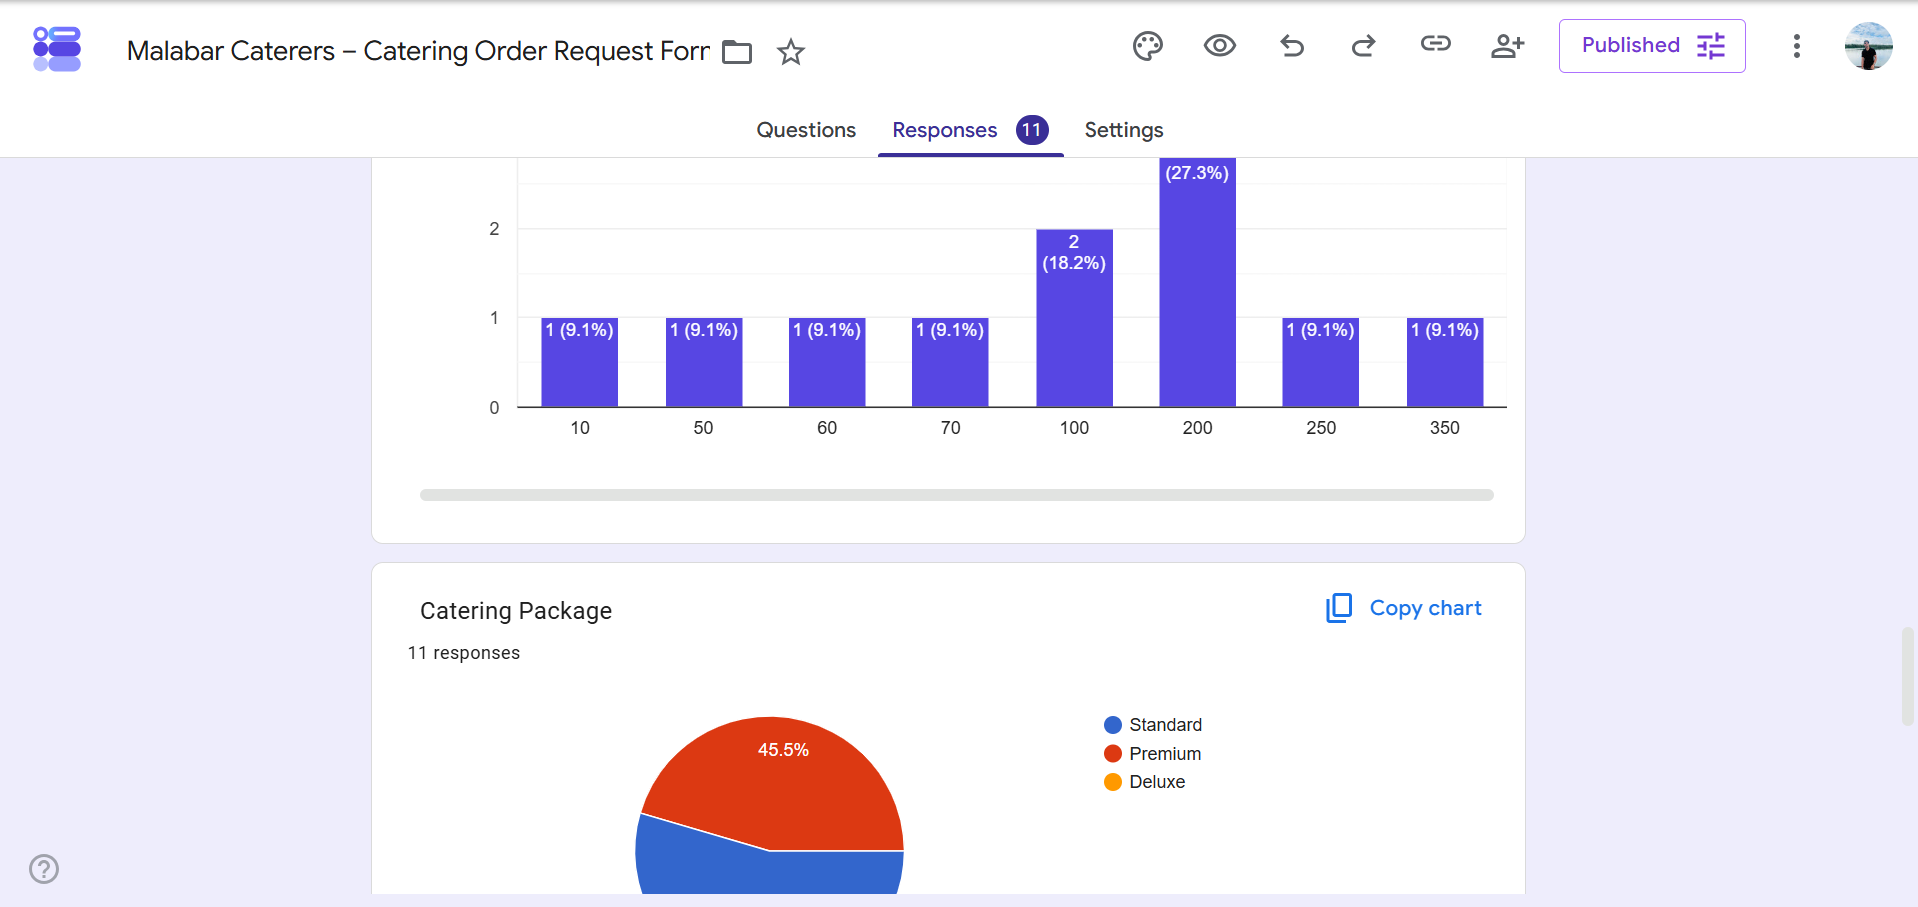 Malabar Caterers – Catering Order Request Form
Published
Questions
Responses
11
Settings
(27.3%)
2
2
(18.2%)
1
1 (9.1%)
1 (9.1%)
1 (9.1%)
1 (9.1%)
1 (9.1%)
1 (9.1%)
0
10
50
60
70
100
200
250
350
Catering Package
Copy chart
11 responses
45.5%
Standard
Premium
Deluxe